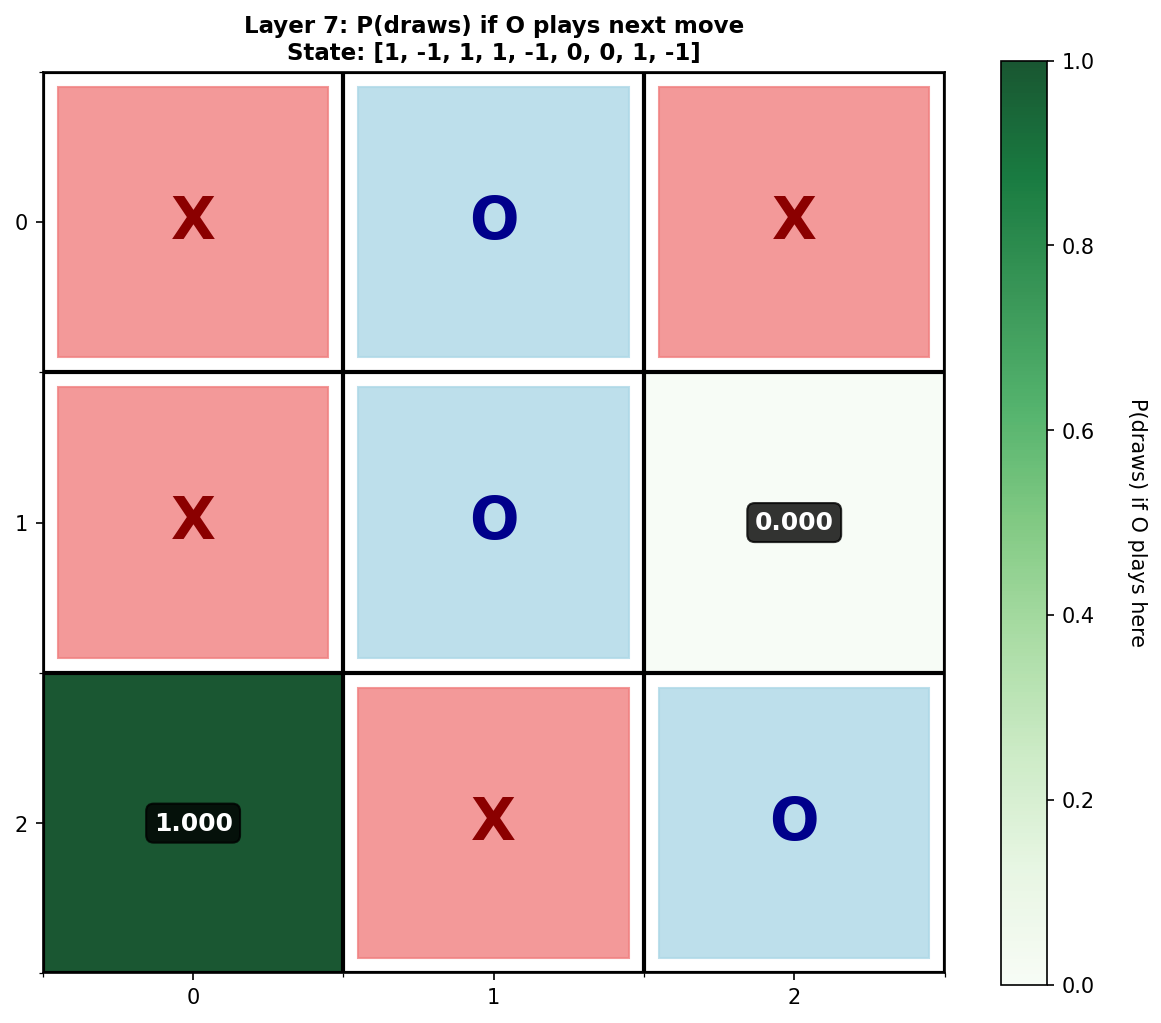 Layer 7: P(draws) if O plays next move
State: [1, -1, 1, 1, -1, 0, 0, 1, -1]
0
X
O
X
1
X
O
0.000
2
1.000
X
O
0
1
2
1.0
0.8
0.6
0.4
0.2
0.0
P(draws) if O plays here